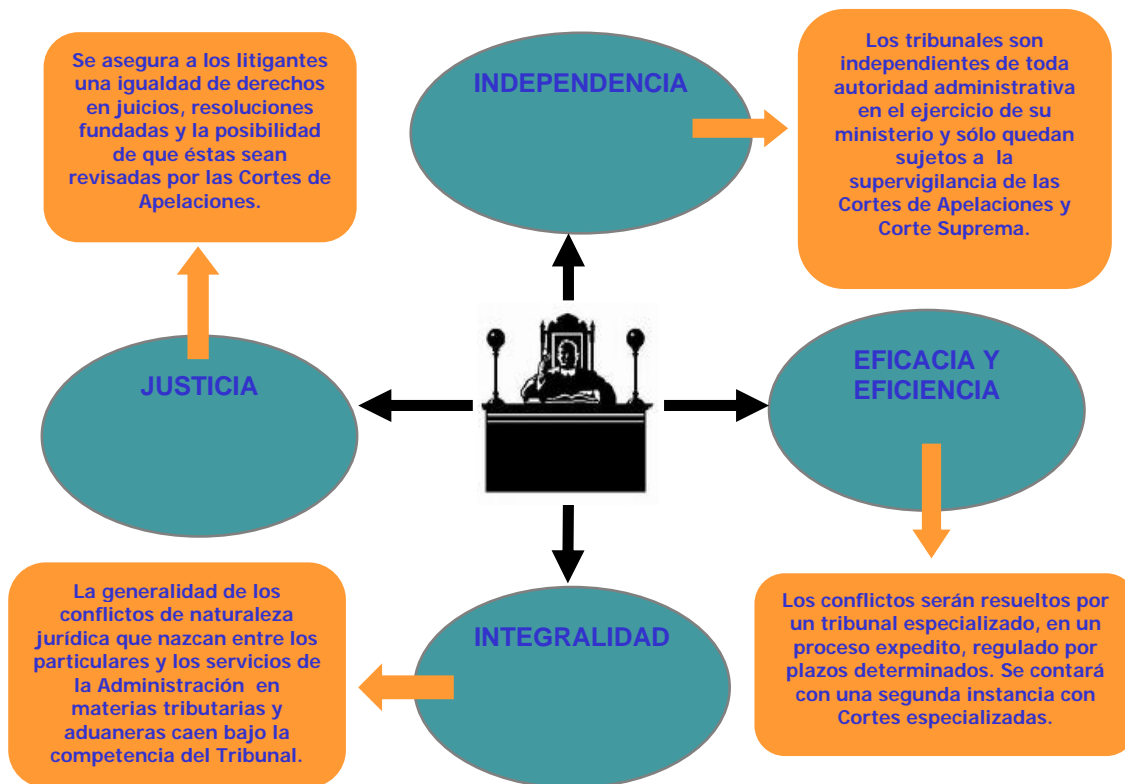 Se asegura a los litigantes
una igualdad de derechos
en juicios, resoluciones
fundadas y la posibilidad
de que éstas sean
revisadas por las Cortes de
Apelaciones.
INDEPENDENCIA
Los tribunales son
independientes de toda
autoridad administrativa
en el ejercicio de su
ministerio y sólo quedan
sujetos a la
supervigilancia de las
Cortes de Apelaciones y
Corte Suprema.
JUSTICIA
EFICACIA Y
EFICIENCIA
La generalidad de los
conflictos de naturaleza
jurídica que nazcan entre los
particulares y los servicios de
la Administración en
materias tributarias y
aduaneras caen bajo la
competencia del Tribunal.
INTEGRALIDAD
Los conflictos serán resueltos por
un tribunal especializado, en un
proceso expedito, regulado por
plazos determinados. Se contará
con una segunda instancia con
Cortes especializadas.